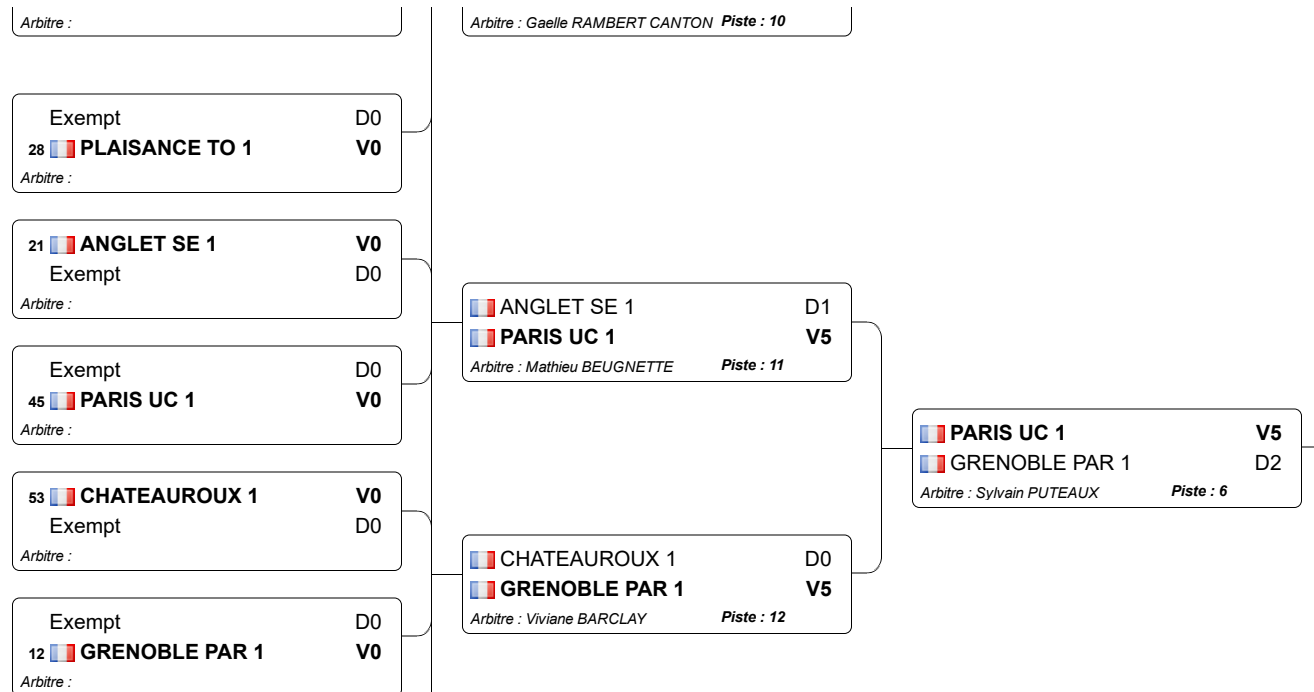 Arbitre :
Exempt D0
28 PLAISANCE TO 1 V0
Arbitre :
21 ANGLET SE 1 V0
Exempt D0
Arbitre :
Exempt D0
45 PARIS UC 1 V0
Arbitre :
53 CHATEAUROUX 1 V0
Exempt D0
Arbitre :
Exempt D0
12 GRENOBLE PAR 1 V0
Arbitre :
Arbitre : Gaelle RAMBERT CANTON Piste : 10
ANGLET SE 1 D1
PARIS UC 1 V5
Arbitre : Mathieu BEUGNETTE Piste : 11
CHATEAUROUX 1 D0
GRENOBLE PAR 1 V5
Arbitre : Viviane BARCLAY Piste : 12
PARIS UC 1 V5
GRENOBLE PAR 1 D2
Arbitre : Sylvain PUTEAUX Piste : 6